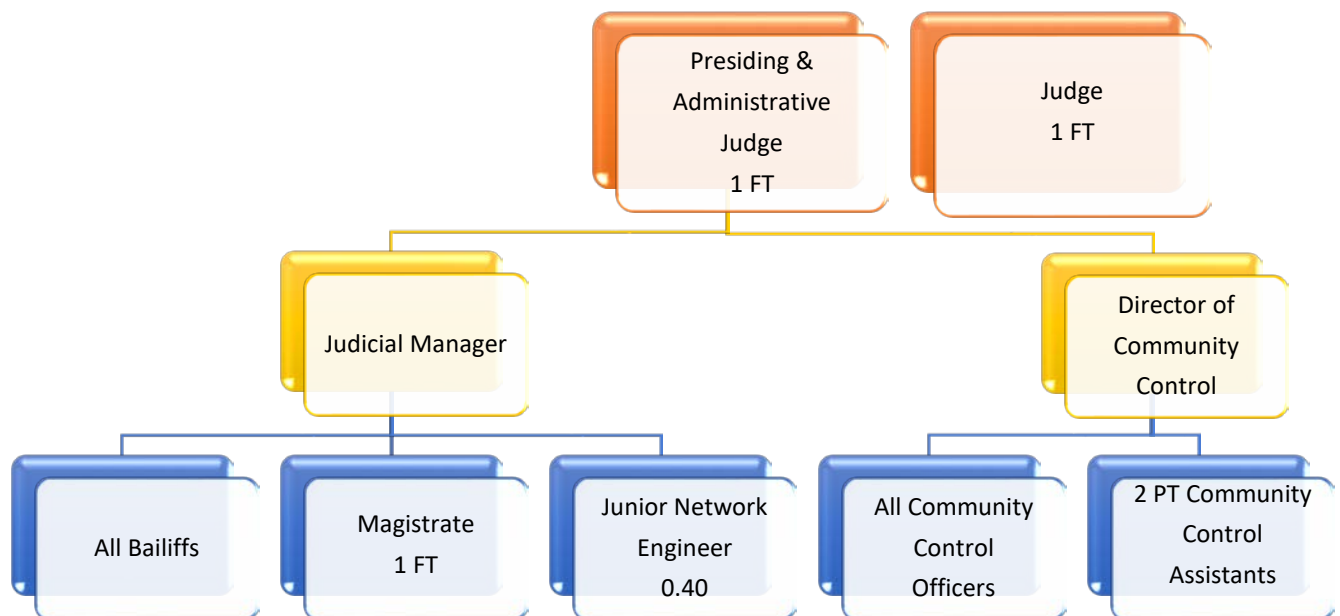 Presiding &
Administrative
Judge
1 FT
Judge
1 FT
Judicial Manager
Director of
Community
Control
All Bailiffs
Magistrate
1 FT
Junior Network
Engineer
0.40
All Community
Control
Officers
2 PT Community
Control
Assistants